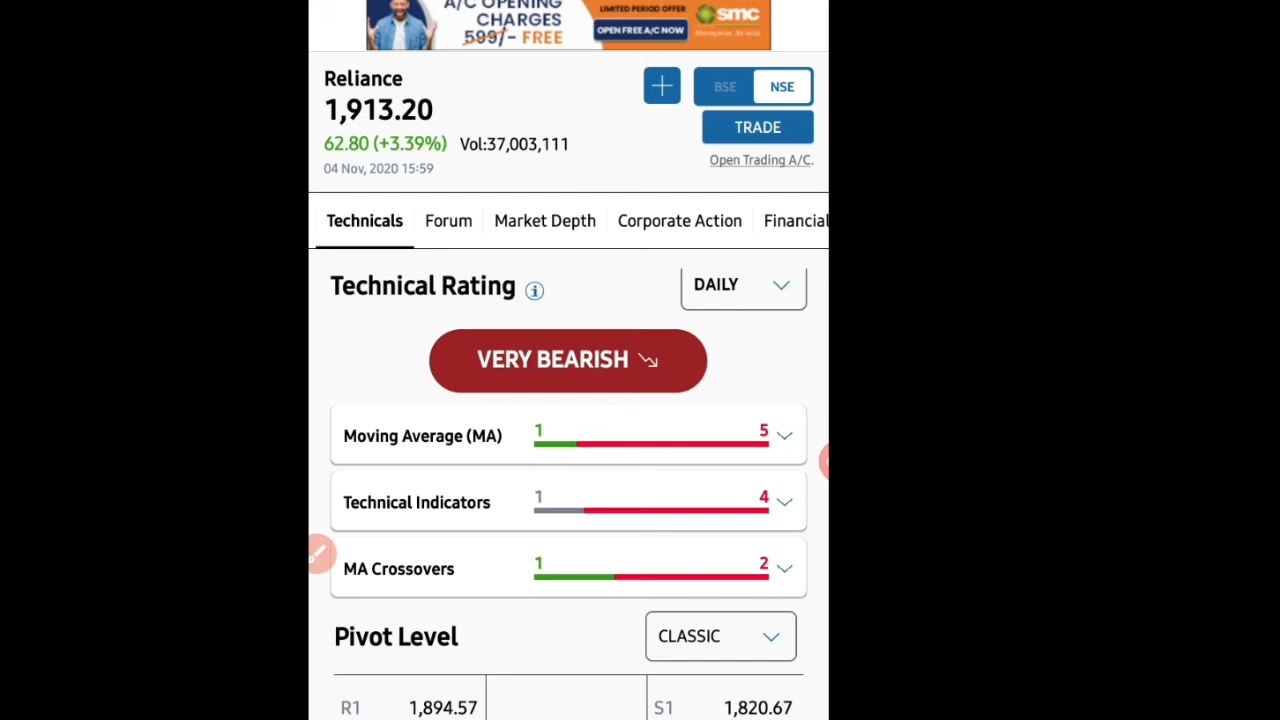 A/C OPENING
CHARGES
599/- FREE
LIMITED PERIOD OFFER
OPEN FREE A/C NOW
smc
Moneywise. Be wise.
Reliance
1,913.20
62.80 (+3.39%) Vol:37,003,111
04 Nov, 2020 15:59
BSE NSE
TRADE
Open Trading A/C.
Technicals Forum Market Depth Corporate Action Financial
Technical Rating i DAILY
VERY BEARISH
Moving Average (MA) 1 5
Technical Indicators 1 4
MA Crossovers 1 2
Pivot Level CLASSIC
R1 1,894.57 S1 1,820.67